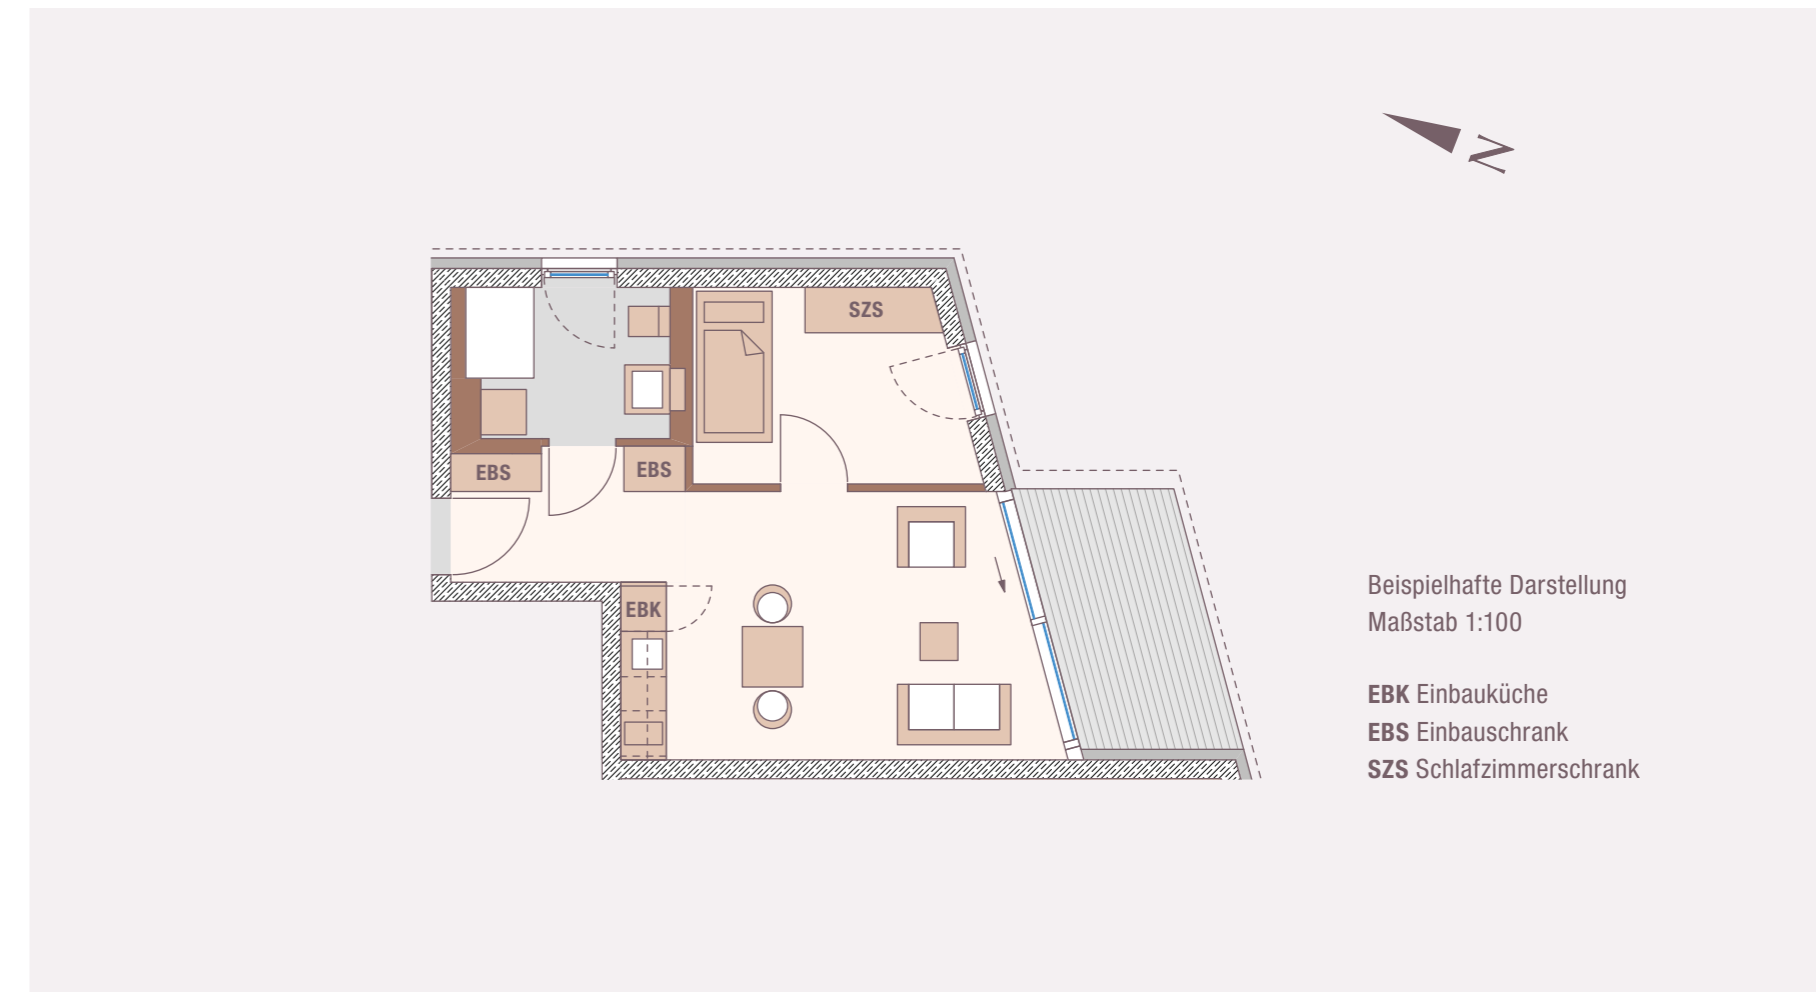 N
SZS
EBS
EBS
EBK
Beispielhafte Darstellung
Maßstab 1:100
EBK Einbauküche
EBS Einbauschrank
SZS Schlafzimmerschrank